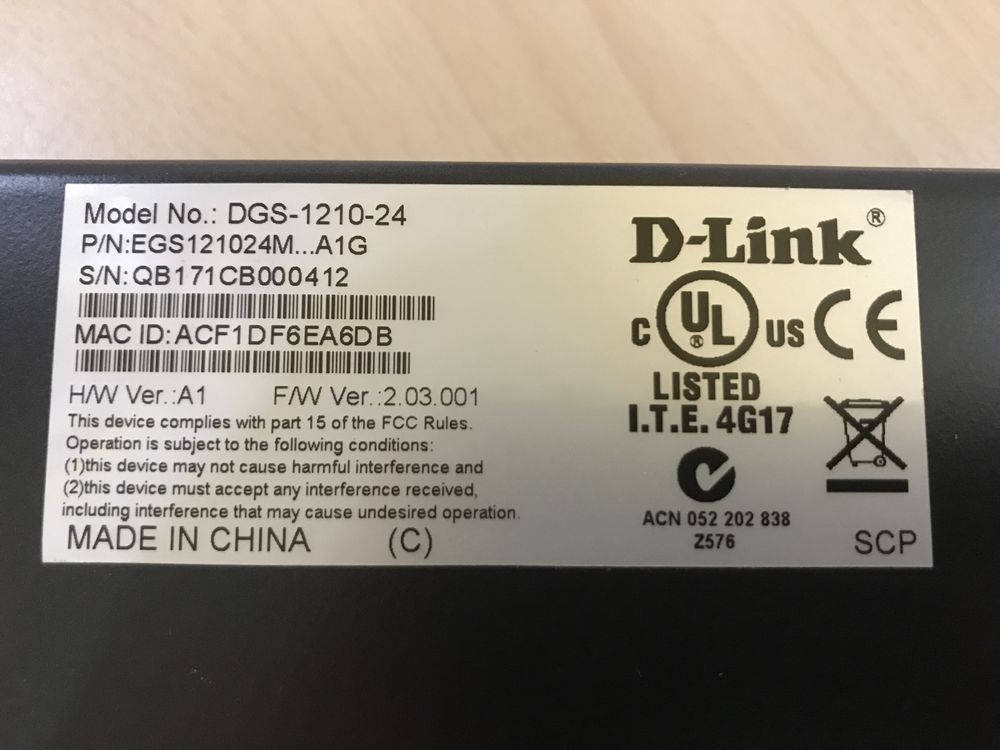 Model No.: DGS-1210-24
P/N:EGS121024M...A1G
S/N:QB171CB000412
MAC ID:ACF1DF6EA6DB
H/W Ver.:A1 F/W Ver.:2.03.001
This device complies with part 15 of the FCC Rules.
Operation is subject to the following conditions:
(1)this device may not cause harmful interference and
(2)this device must accept any interference received,
including interference that may cause undesired operation.
MADE IN CHINA (C)
D-Link®
C UL® US CE
LISTED
I.T.E. 4G17
ACN 052 202 838
Z576
SCP